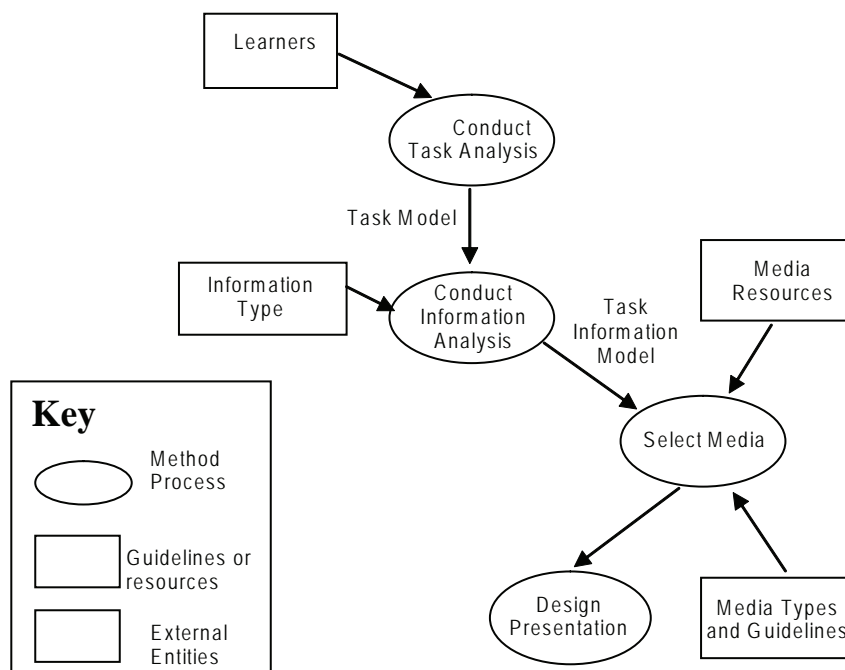 Learners
Conduct
Task Analysis
Task Model
Information
Type
Conduct
Information
Analysis
Task
Information
Model
Media
Resources
Select Media
Design
Presentation
Media Types
and Guidelines
Key
Method
Process
Guidelines or
resources
External
Entities